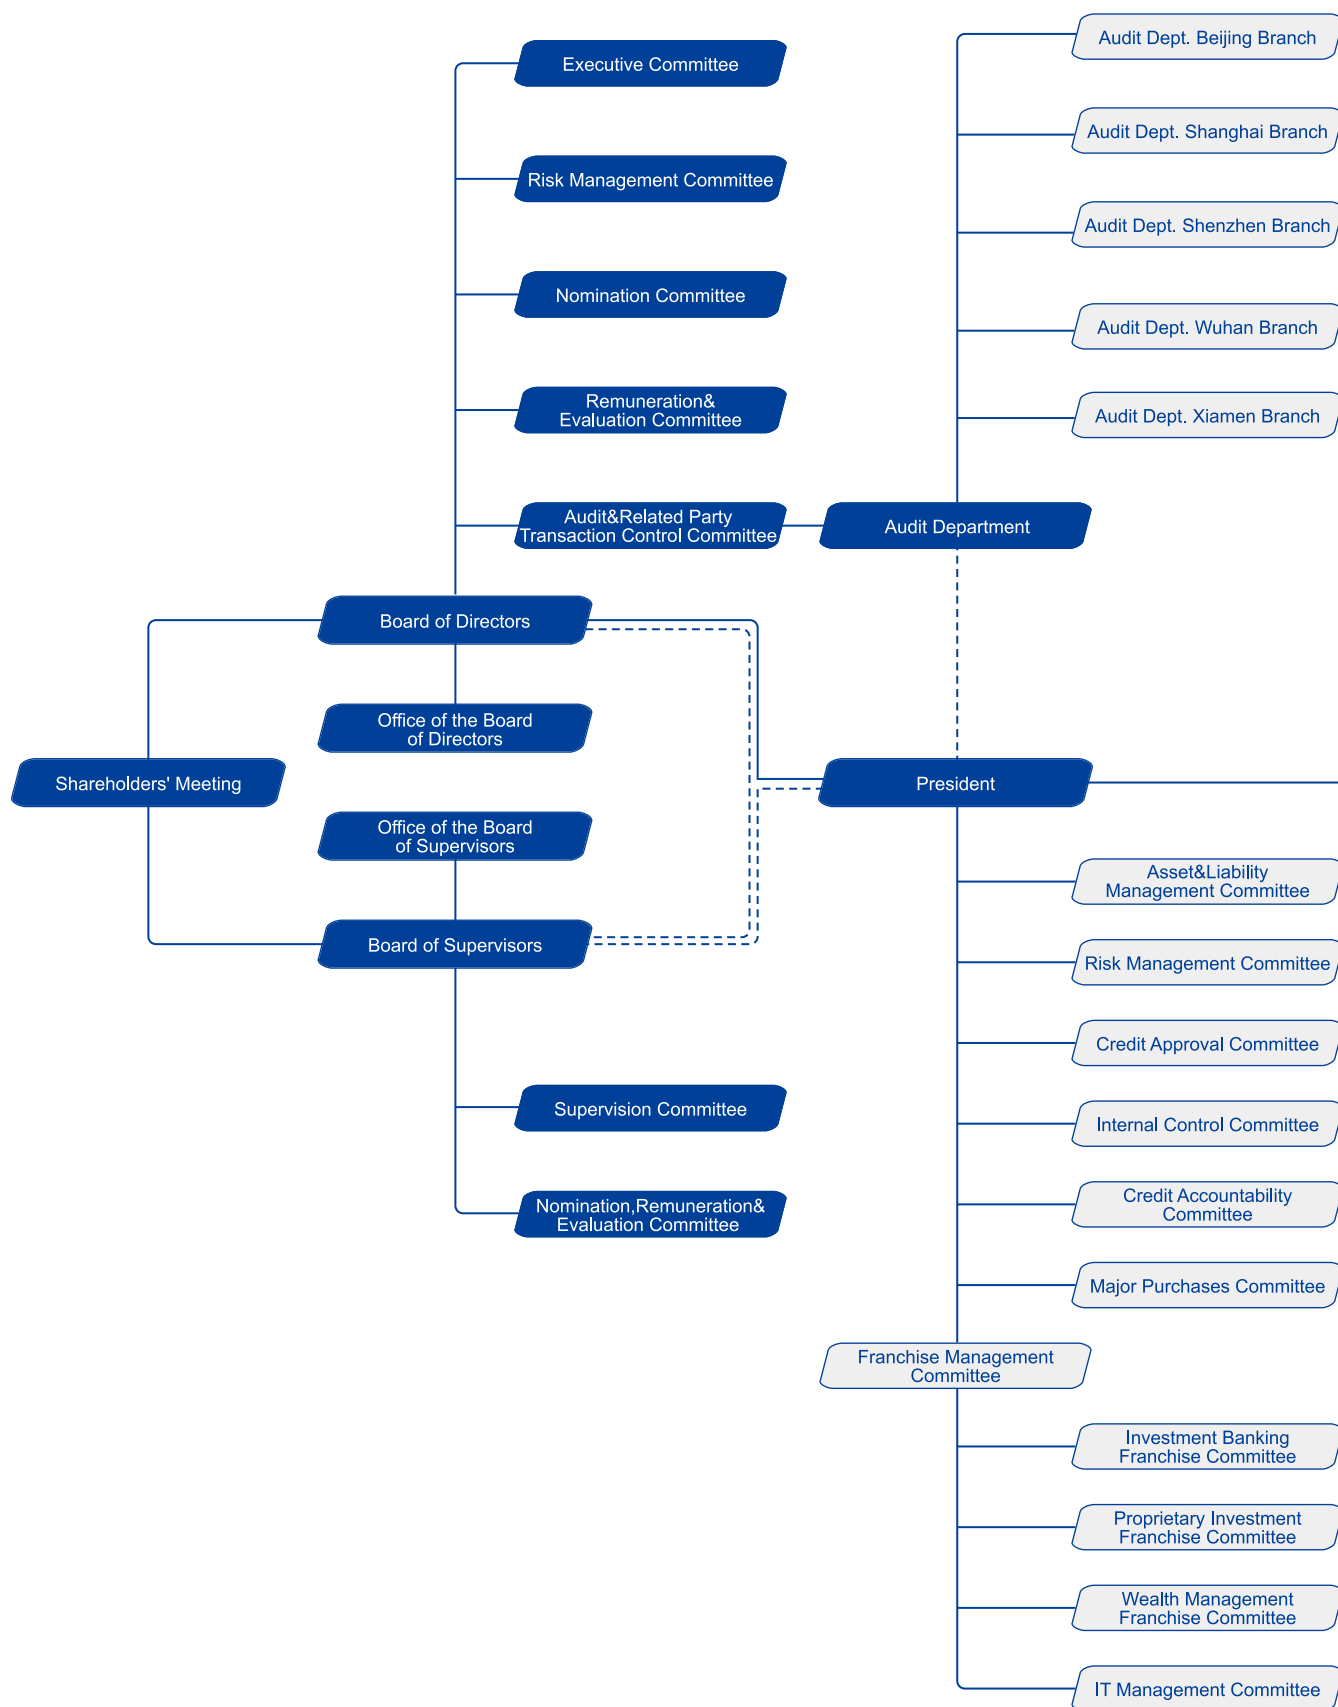 Executive Committee
Risk Management Committee
Nomination Committee
Remuneration&
Evaluation Committee
Audit&Related Party
Transaction Control Committee
Board of Directors
Office of the Board
of Directors
Shareholders' Meeting
Office of the Board
of Supervisors
Board of Supervisors
Supervision Committee
Nomination,Remuneration&
Evaluation Committee
Audit Dept. Beijing Branch
Audit Dept. Shanghai Branch
Audit Dept. Shenzhen Branch
Audit Dept. Wuhan Branch
Audit Dept. Xiamen Branch
Audit Department
President
Asset&Liability
Management Committee
Risk Management Committee
Credit Approval Committee
Internal Control Committee
Credit Accountability
Committee
Major Purchases Committee
Franchise Management
Committee
Investment Banking
Franchise Committee
Proprietary Investment
Franchise Committee
Wealth Management
Franchise Committee
IT Management Committee